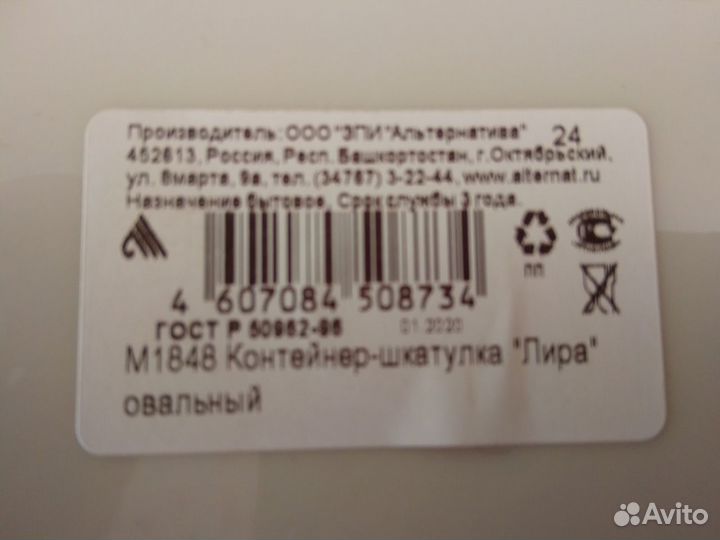 Производитель: ООО "ЗПИ "Альтернатива" 24
452613, Россия, Респ. Башкортостан, г.Октябрьский,
ул. 8марта, 9а, тел. (34767) 3-22-44, www.alternat.ru
Назначение бытовое, Срок службы 3 года.
ПП
4 607084 508734
ГОСТ Р 50962-96 01.2020
М1848 Контейнер-шкатулка "Лира"
овальный
Avito